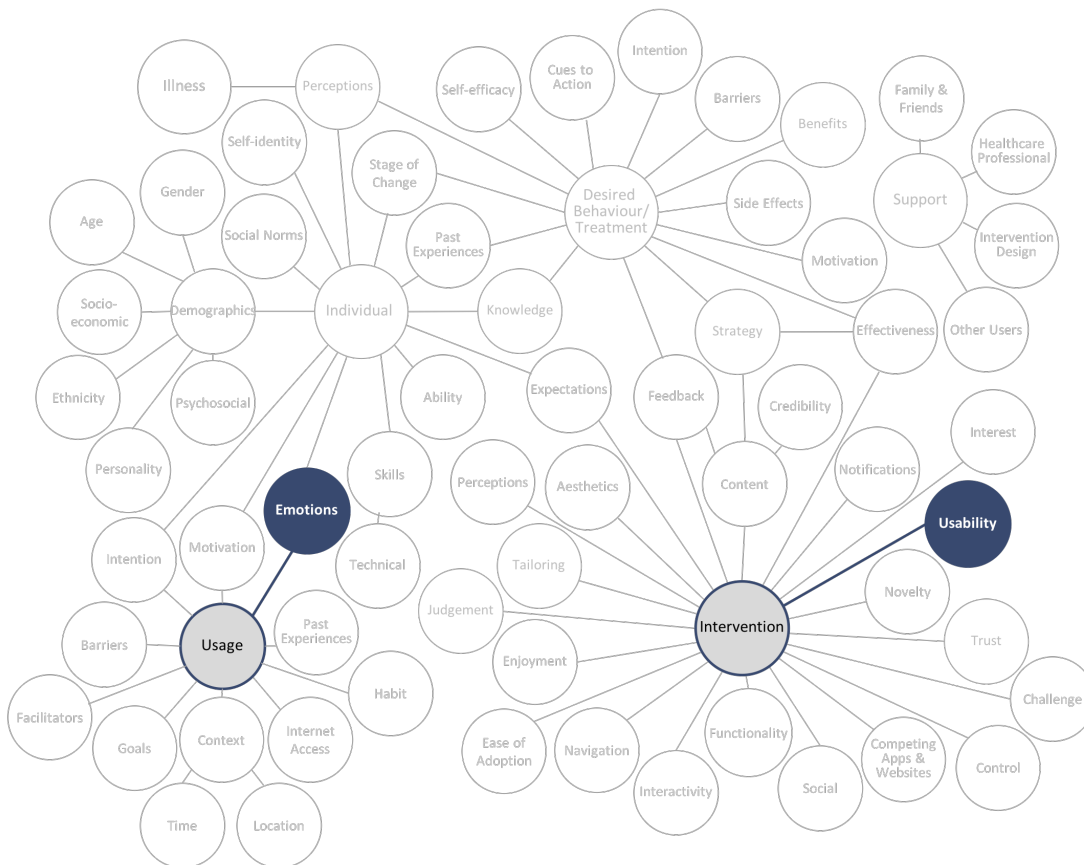 Intention
Cues to
Action
Illness
Perceptions
Self-efficacy
Barriers
Family &
Friends
Benefits
Self-identity
Healthcare
Professional
Stage of
Change
Gender
Desired
Behaviour/
Treatment
Side Effects
Support
Age
Social Norms
Past
Experiences
Intervention
Design
Motivation
Socio-
economic
Demographics
Individual
Knowledge
Strategy
Effectiveness
Other Users
Ethnicity
Psychosocial
Ability
Expectations
Feedback
Credibility
Interest
Personality
Skills
Perceptions
Aesthetics
Content
Notifications
Emotions
Usability
Intention
Motivation
Technical
Tailoring
Novelty
Judgement
Intervention
Usage
Past
Experiences
Barriers
Trust
Enjoyment
Habit
Challenge
Facilitators
Goals
Context
Internet
Access
Ease of
Adoption
Navigation
Functionality
Competing
Apps &
Websites
Control
Interactivity
Social
Time
Location